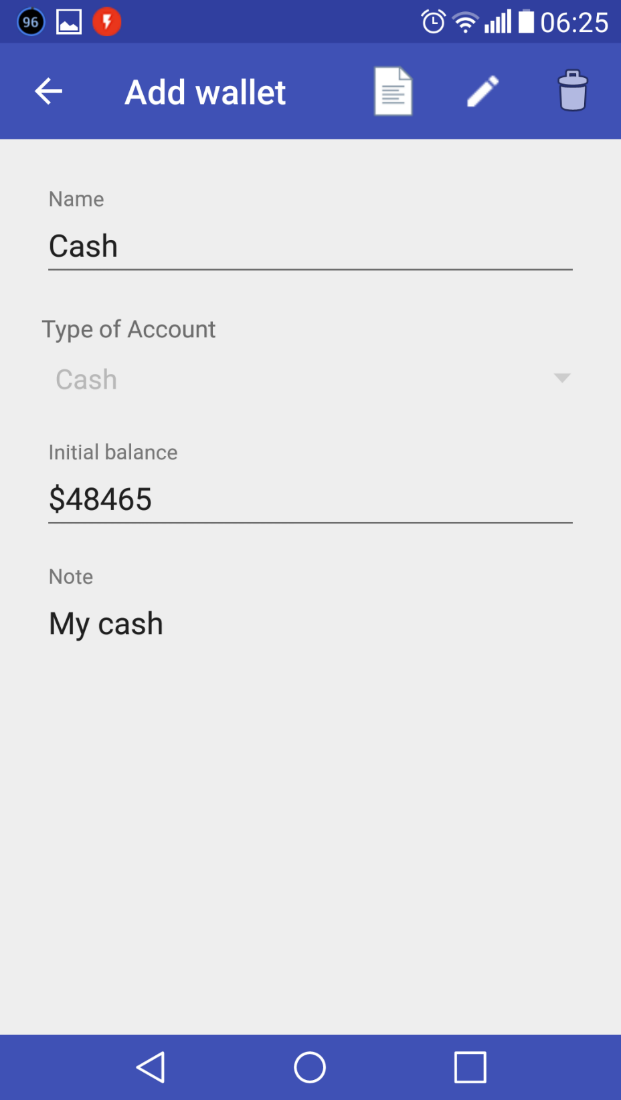 96
06:25
Add wallet
Name
Cash
Type of Account
Cash
Initial balance
$48465
Note
My cash